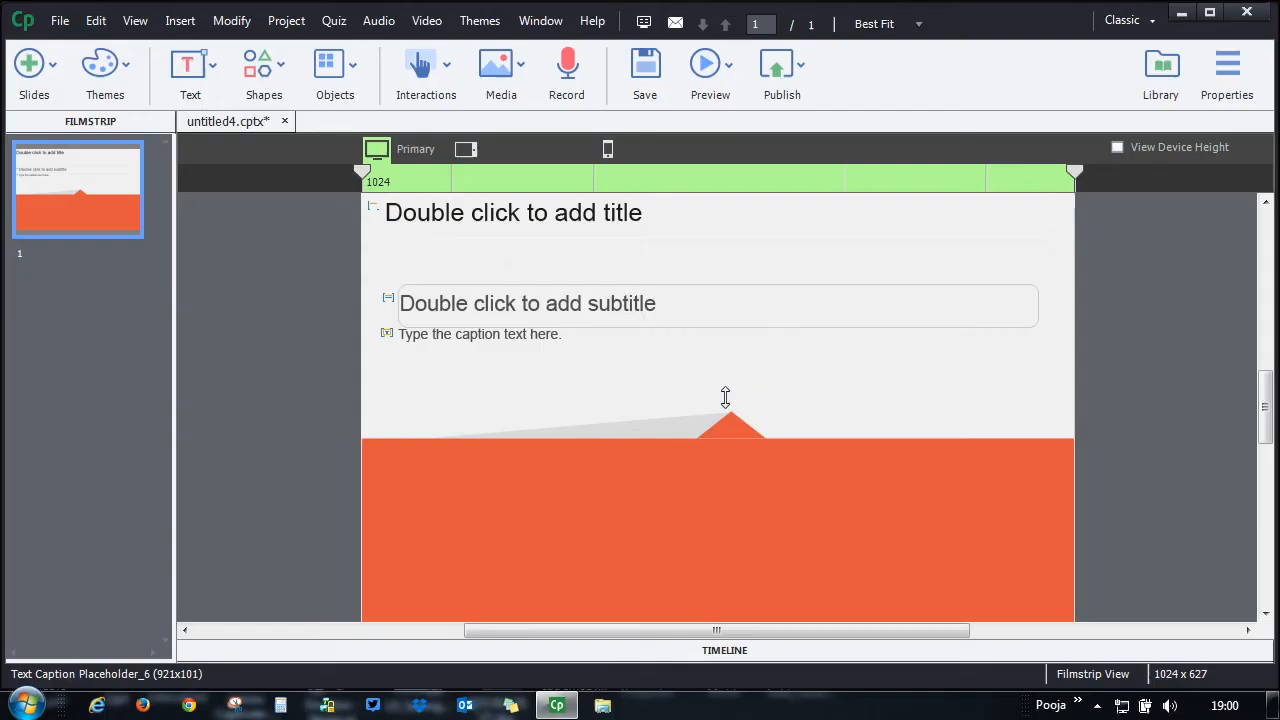 Cp File Edit View Insert Modify Project Quiz Audio Video Themes Window Help 1 / 1 Best Fit Classic
Slides Themes Text Shapes Objects Interactions Media Record Save Preview Publish Library Properties
FILMSTRIP untitled4.cptx*
Primary View Device Height
1024
Double click to add title
Double click to add subtitle
Type the caption text here.
1
TIMELINE
Text Caption Placeholder_6 (921x101) Filmstrip View 1024 x 627
Cp Pooja 19:00